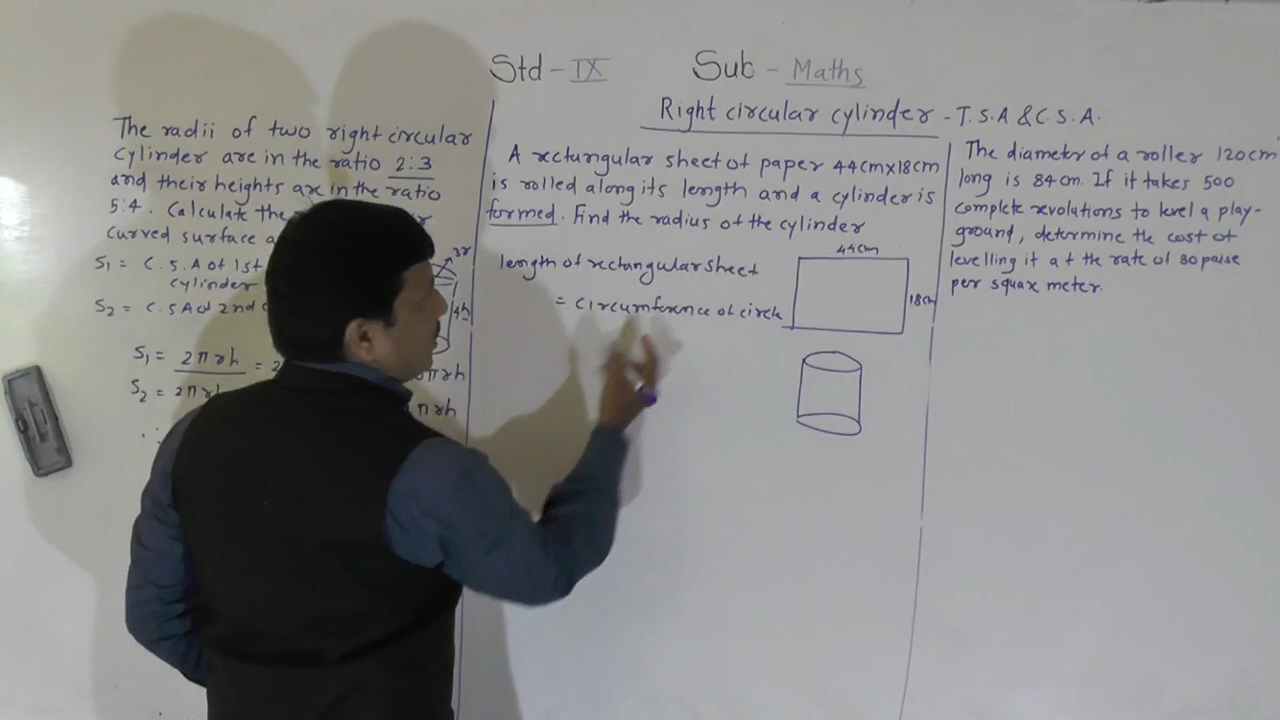 Std - IX Sub - Maths
Right circular cylinder - T.S.A & C.S.A.
The radii of two right circular
cylinder are in the ratio 2:3
and their heights are in the ratio
5:4. Calculate the
curved surface a
S1 = C.S.A of 1st
cylinder
S2 = C.S A of 2nd
3r
4h
S1 = 2πrh = 2
S2 = 2πrh
πrh
πrh
∴
A rectangular sheet of paper 44cm x 18cm
is rolled along its length and a cylinder is
formed. Find the radius of the cylinder
length of rectangular sheet
= circumference of circle
44cm
18cm
The diameter of a roller 120cm
long is 84cm. If it takes 500
complete revolutions to level a play-
ground, determine the cost of
levelling it at the rate of 80 paise
per square meter.